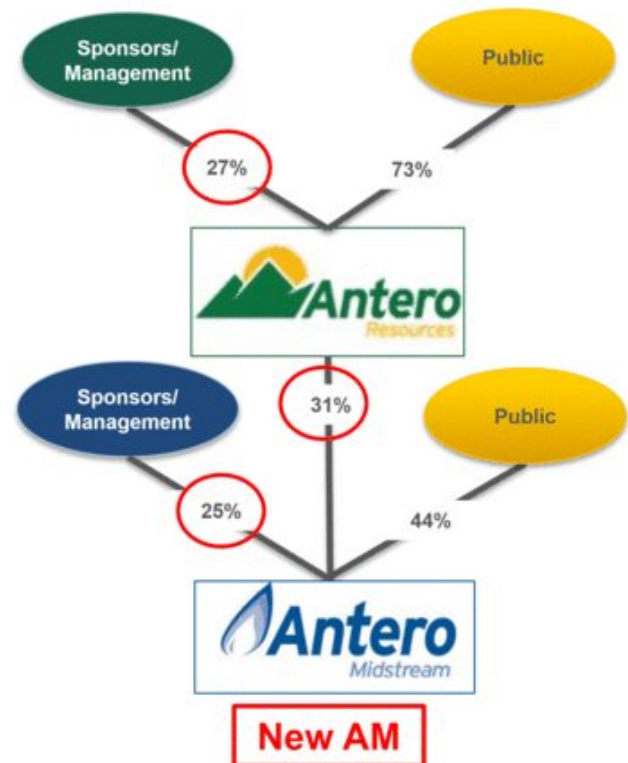 Sponsors/
Management
Public
27%
73%
Antero
Resources
Sponsors/
Management
31%
Public
25%
44%
Antero
Midstream
New AM